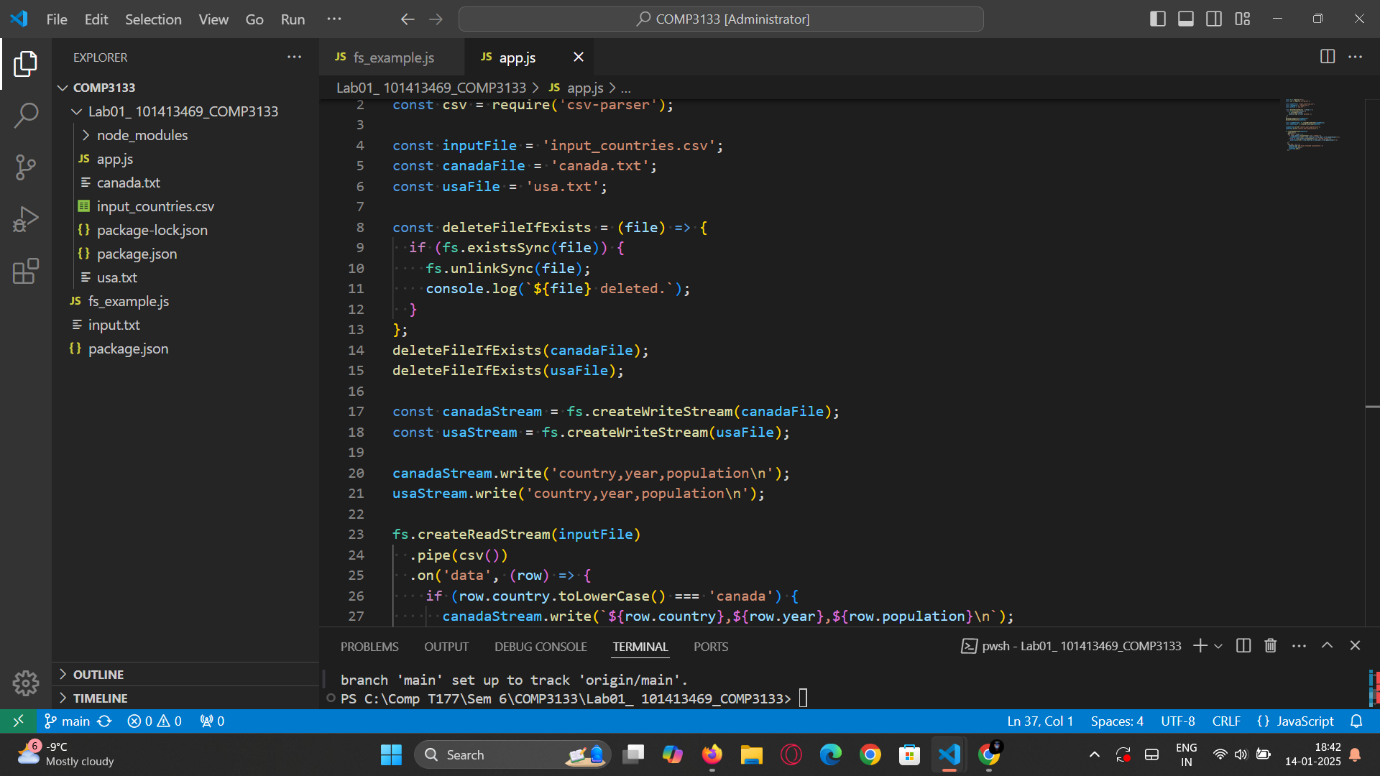 File Edit Selection View Go Run ··· COMP3133 [Administrator]
EXPLORER ···
COMP3133
Lab01_ 101413469_COMP3133
node_modules
JS app.js
canada.txt
input_countries.csv
{} package-lock.json
{} package.json
usa.txt
JS fs_example.js
input.txt
{} package.json
OUTLINE
TIMELINE
JS fs_example.js JS app.js
Lab01_ 101413469_COMP3133 > JS app.js > ...
2 const csv = require('csv-parser');
3
4 const inputFile = 'input_countries.csv';
5 const canadaFile = 'canada.txt';
6 const usaFile = 'usa.txt';
7
8 const deleteFileIfExists = (file) => {
9 if (fs.existsSync(file)) {
10 fs.unlinkSync(file);
11 console.log(`${file} deleted.`);
12 }
13 };
14 deleteFileIfExists(canadaFile);
15 deleteFileIfExists(usaFile);
16
17 const canadaStream = fs.createWriteStream(canadaFile);
18 const usaStream = fs.createWriteStream(usaFile);
19
20 canadaStream.write('country,year,population\n');
21 usaStream.write('country,year,population\n');
22
23 fs.createReadStream(inputFile)
24 .pipe(csv())
25 .on('data', (row) => {
26 if (row.country.toLowerCase() === 'canada') {
27 canadaStream.write(`${row.country},${row.year},${row.population}\n`);
PROBLEMS OUTPUT DEBUG CONSOLE TERMINAL PORTS pwsh - Lab01_ 101413469_COMP3133
branch 'main' set up to track 'origin/main'.
PS C:\Comp T177\Sem 6\COMP3133\Lab01_ 101413469_COMP3133>
main 0 0 0 Ln 37, Col 1 Spaces: 4 UTF-8 CRLF {} JavaScript
6 -9°C
Mostly cloudy
Search
ENG
IN
18:42
14-01-2025